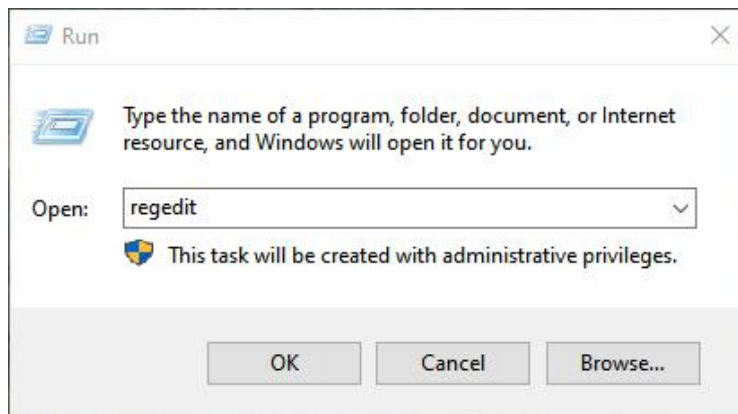 Run
Type the name of a program, folder, document, or Internet
resource, and Windows will open it for you.
Open: regedit
This task will be created with administrative privileges.
OK Cancel Browse...